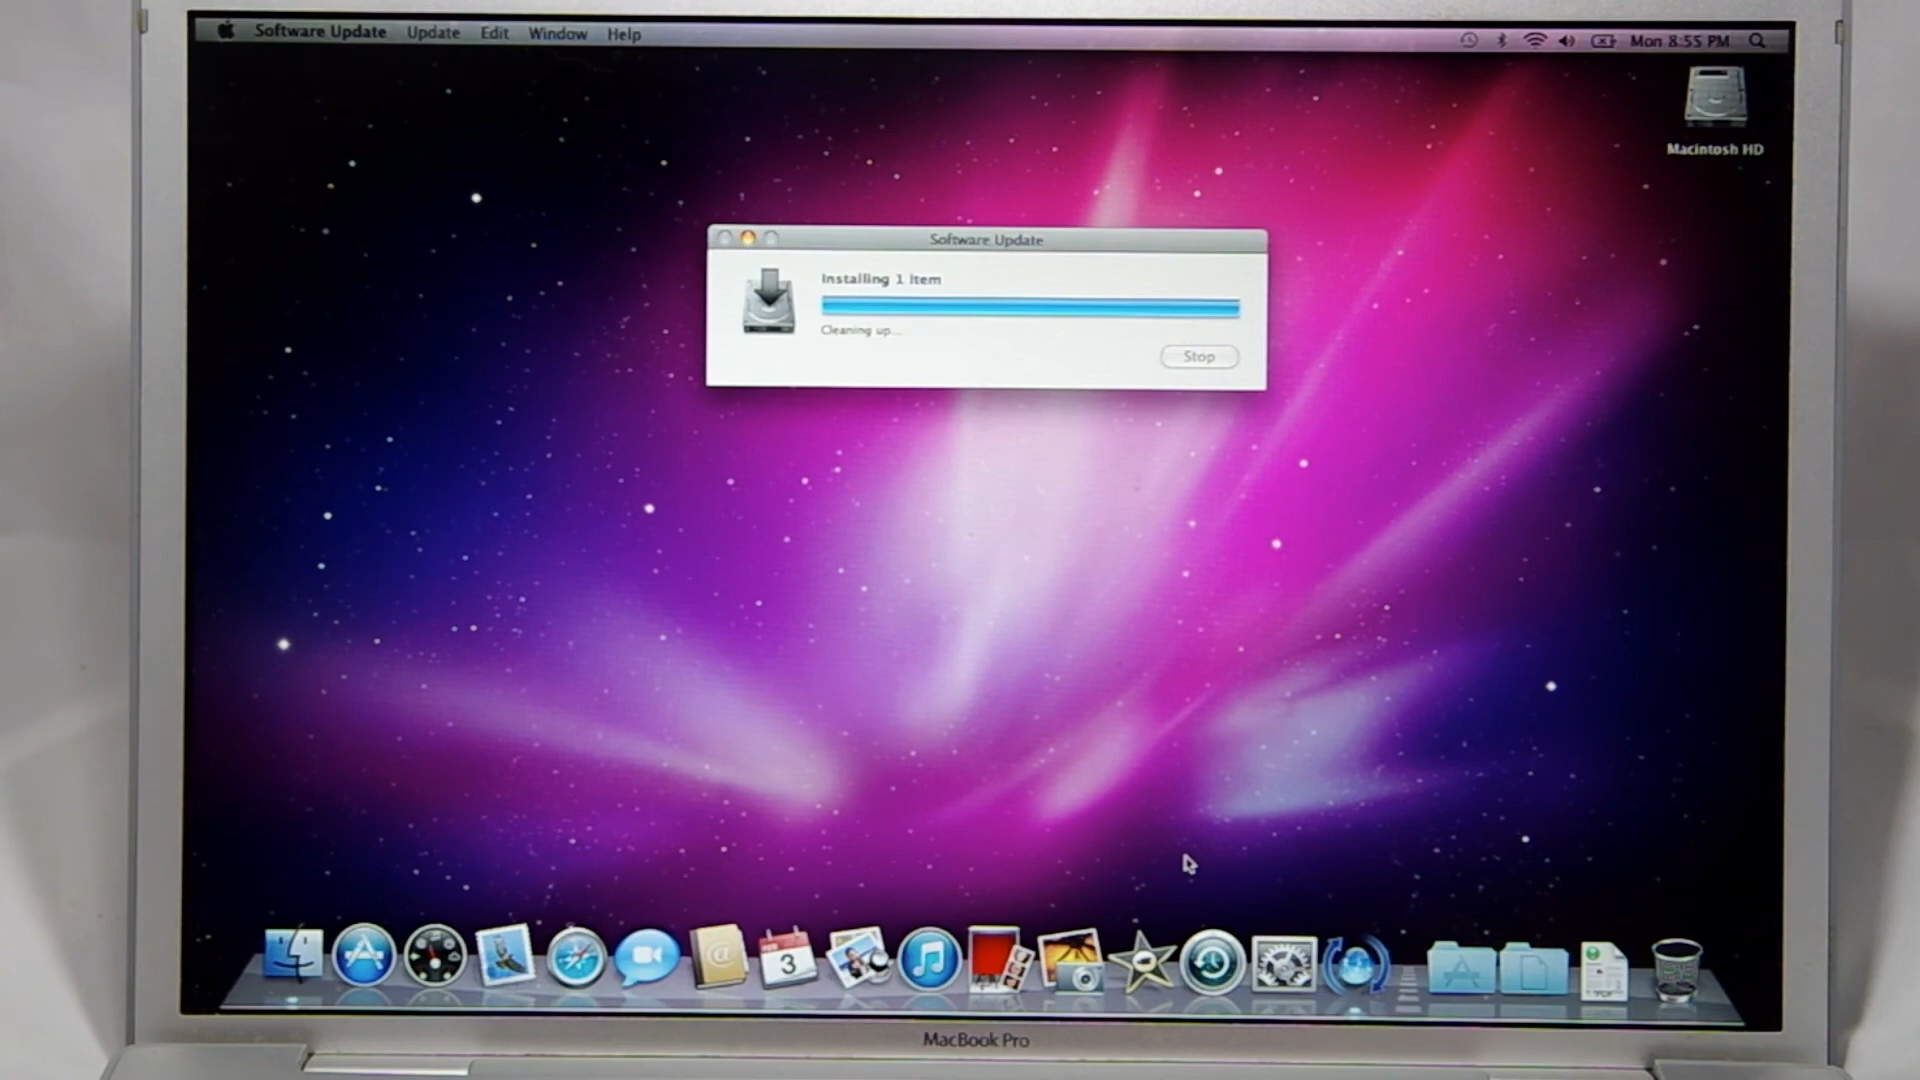 Software Update Update Edit Window Help
Mon 8:55 PM
Macintosh HD
Software Update
Installing 1 item
Cleaning up...
Stop
3
MacBook Pro